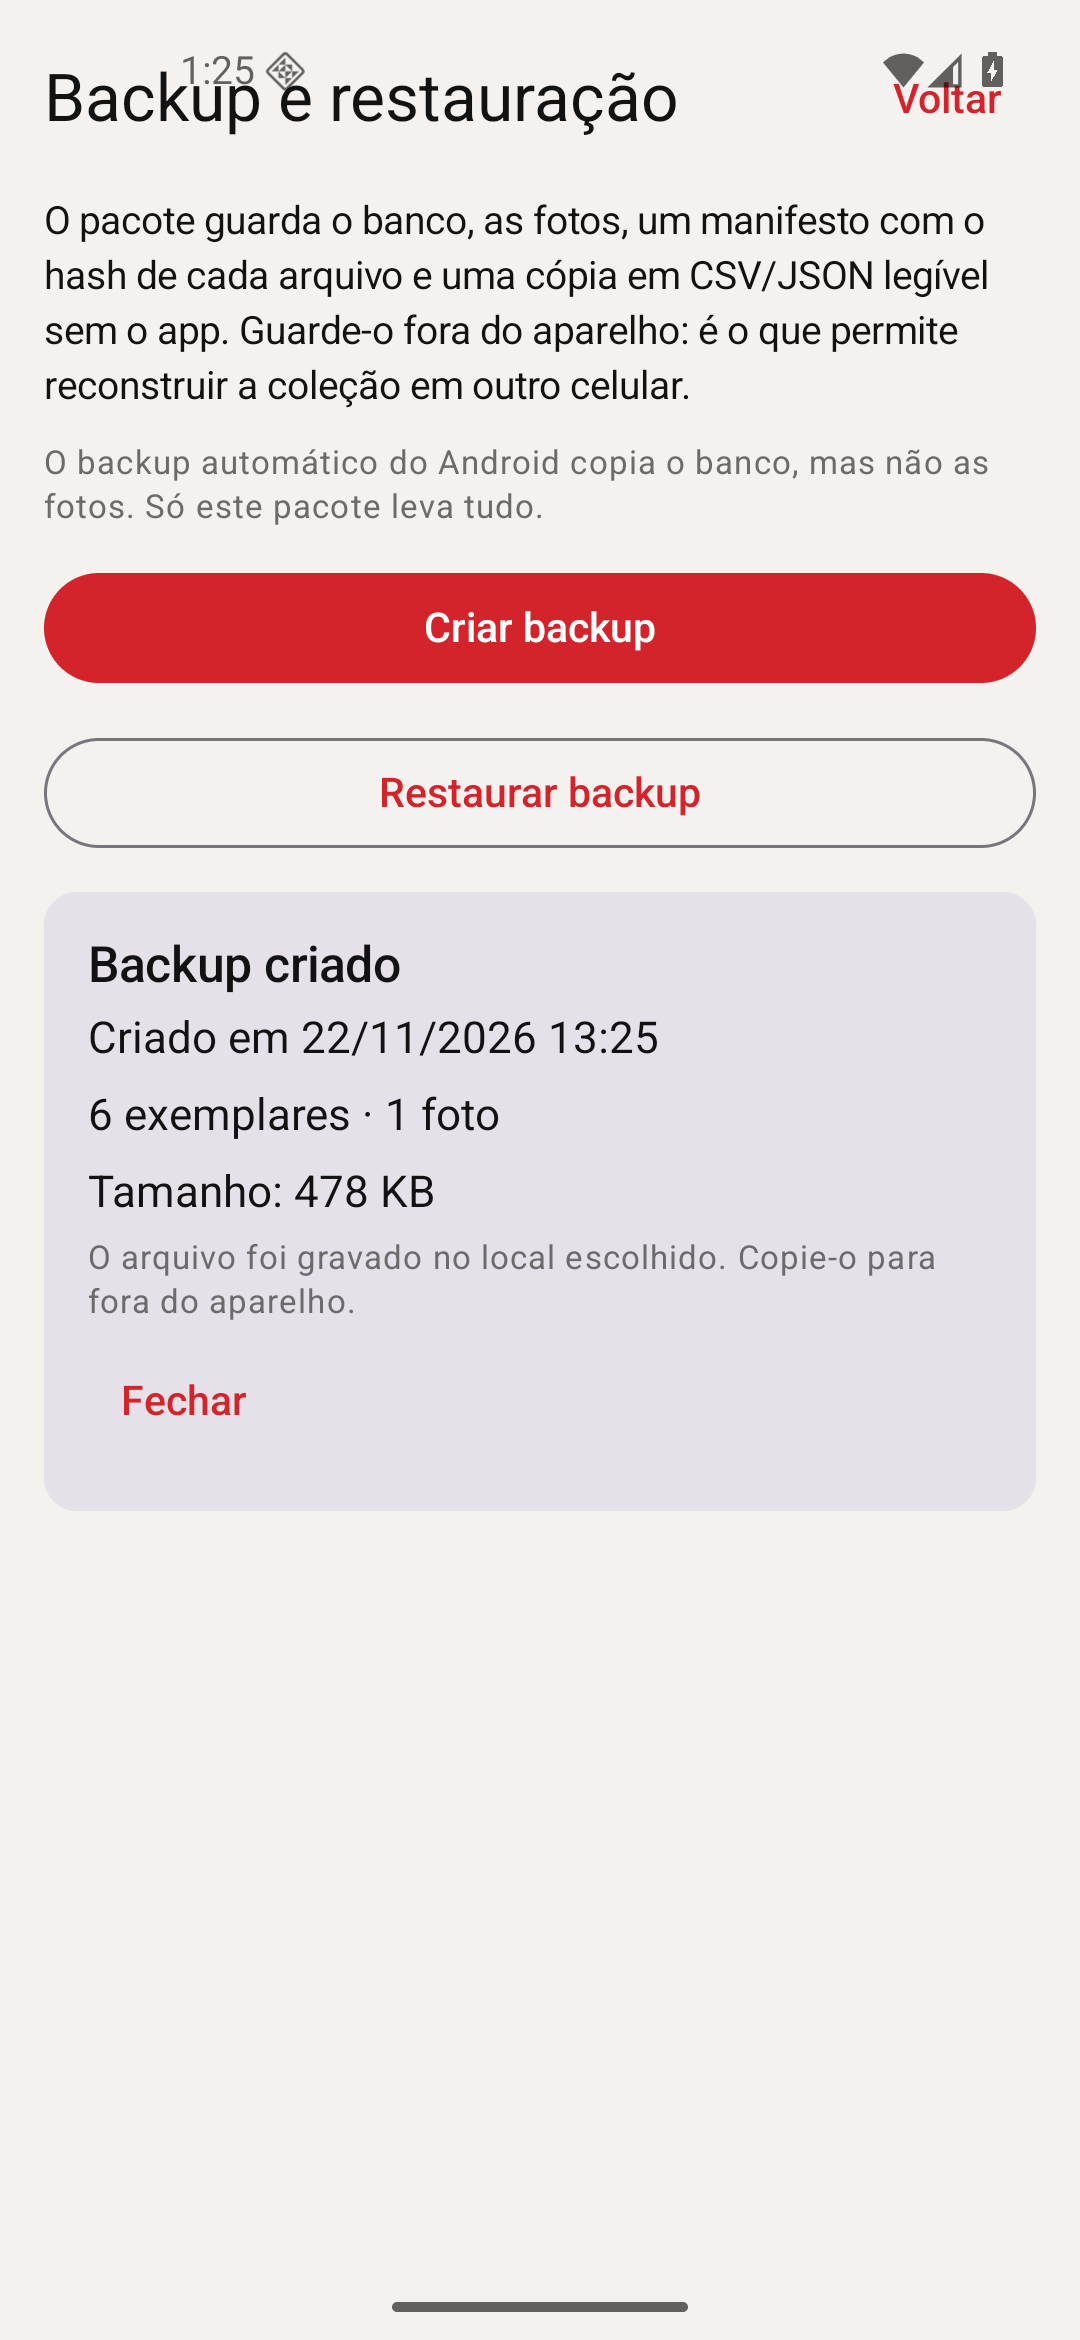 1:25
Backup e restauração
Voltar
O pacote guarda o banco, as fotos, um manifesto com o
hash de cada arquivo e uma cópia em CSV/JSON legível
sem o app. Guarde-o fora do aparelho: é o que permite
reconstruir a coleção em outro celular.
O backup automático do Android copia o banco, mas não as
fotos. Só este pacote leva tudo.
Criar backup
Restaurar backup
Backup criado
Criado em 22/11/2026 13:25
6 exemplares · 1 foto
Tamanho: 478 KB
O arquivo foi gravado no local escolhido. Copie-o para
fora do aparelho.
Fechar